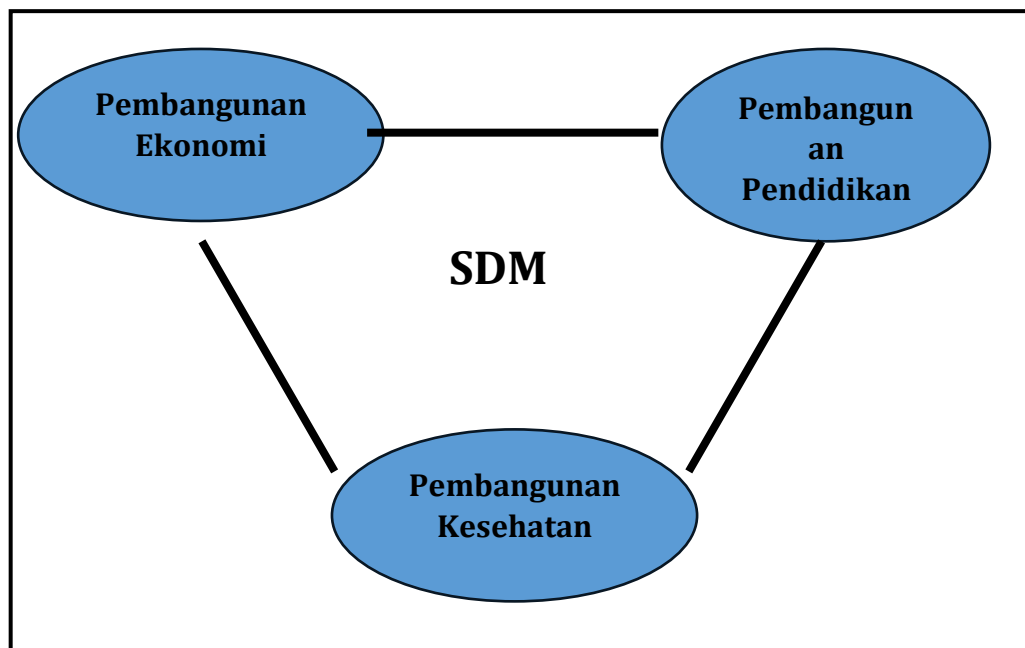 Pembangunan
Ekonomi
Pembangun
an
Pendidikan
SDM
Pembangunan
Kesehatan